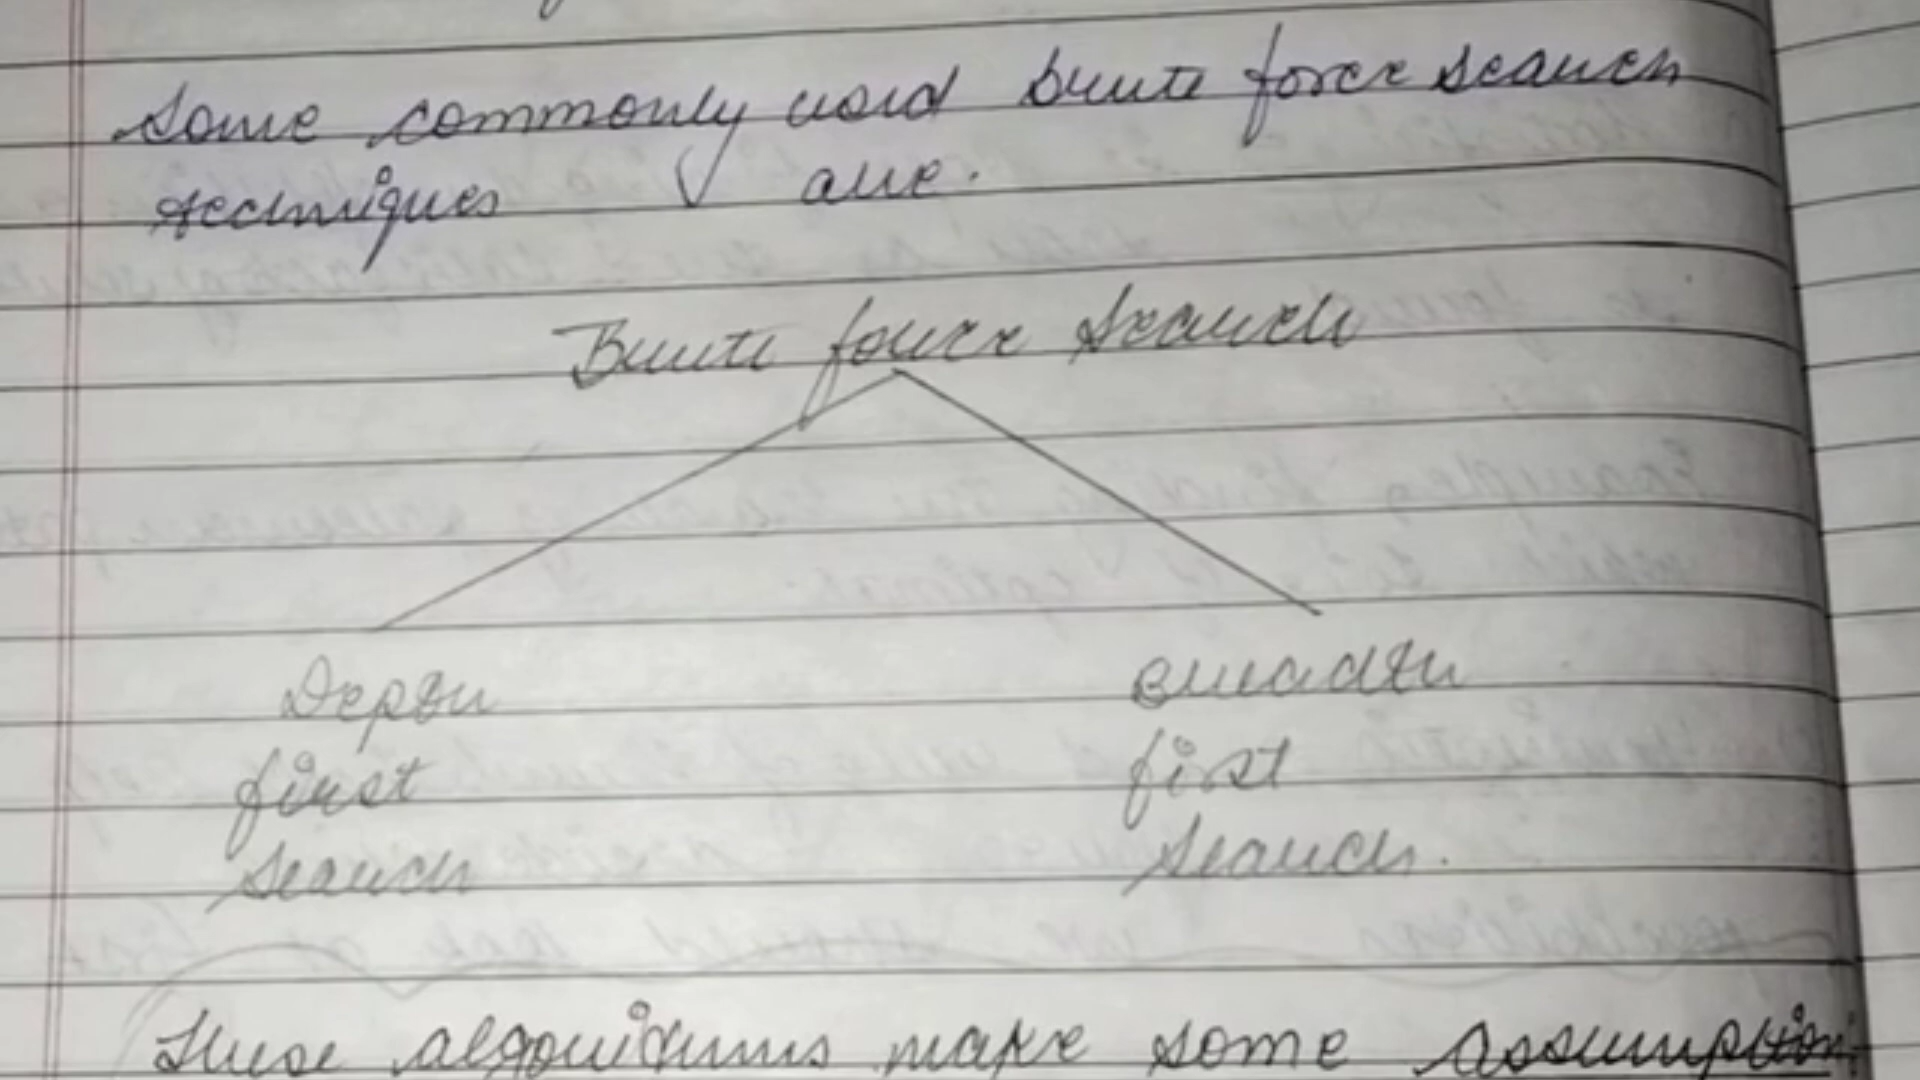 Some commonly used brute force search
techniques are.
Brute force search
Depth
first
search
Breadth
first
search.
These algorithms make some assumption